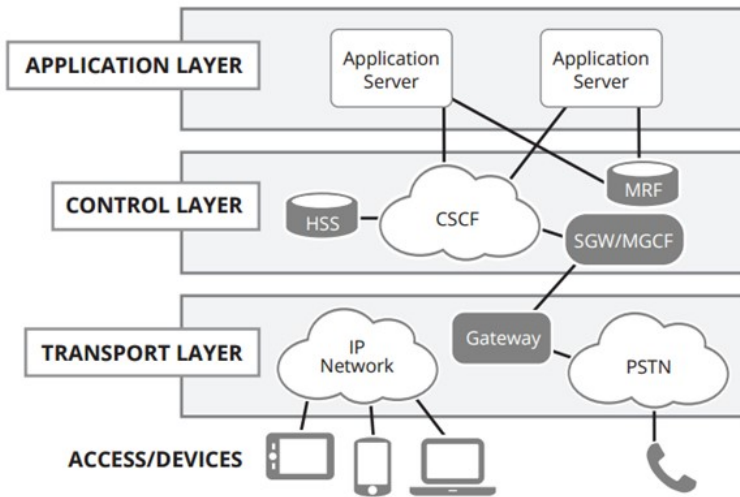 APPLICATION LAYER
Application
Server
Application
Server
CONTROL LAYER
HSS
CSCF
MRF
SGW/MGCF
TRANSPORT LAYER
IP
Network
Gateway
PSTN
ACCESS/DEVICES